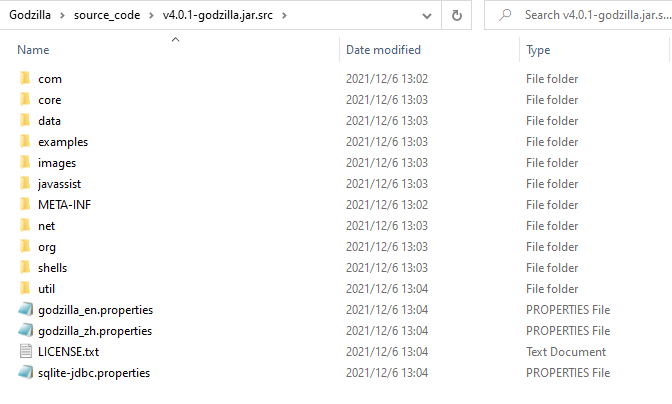 Godzilla > source_code > v4.0.1-godzilla.jar.src > Search v4.0.1-godzilla.jar.s...
Name Date modified Type
com 2021/12/6 13:02 File folder
core 2021/12/6 13:03 File folder
data 2021/12/6 13:03 File folder
examples 2021/12/6 13:03 File folder
images 2021/12/6 13:03 File folder
javassist 2021/12/6 13:03 File folder
META-INF 2021/12/6 13:02 File folder
net 2021/12/6 13:03 File folder
org 2021/12/6 13:03 File folder
shells 2021/12/6 13:03 File folder
util 2021/12/6 13:04 File folder
godzilla_en.properties 2021/12/6 13:04 PROPERTIES File
godzilla_zh.properties 2021/12/6 13:04 PROPERTIES File
LICENSE.txt 2021/12/6 13:04 Text Document
sqlite-jdbc.properties 2021/12/6 13:04 PROPERTIES File